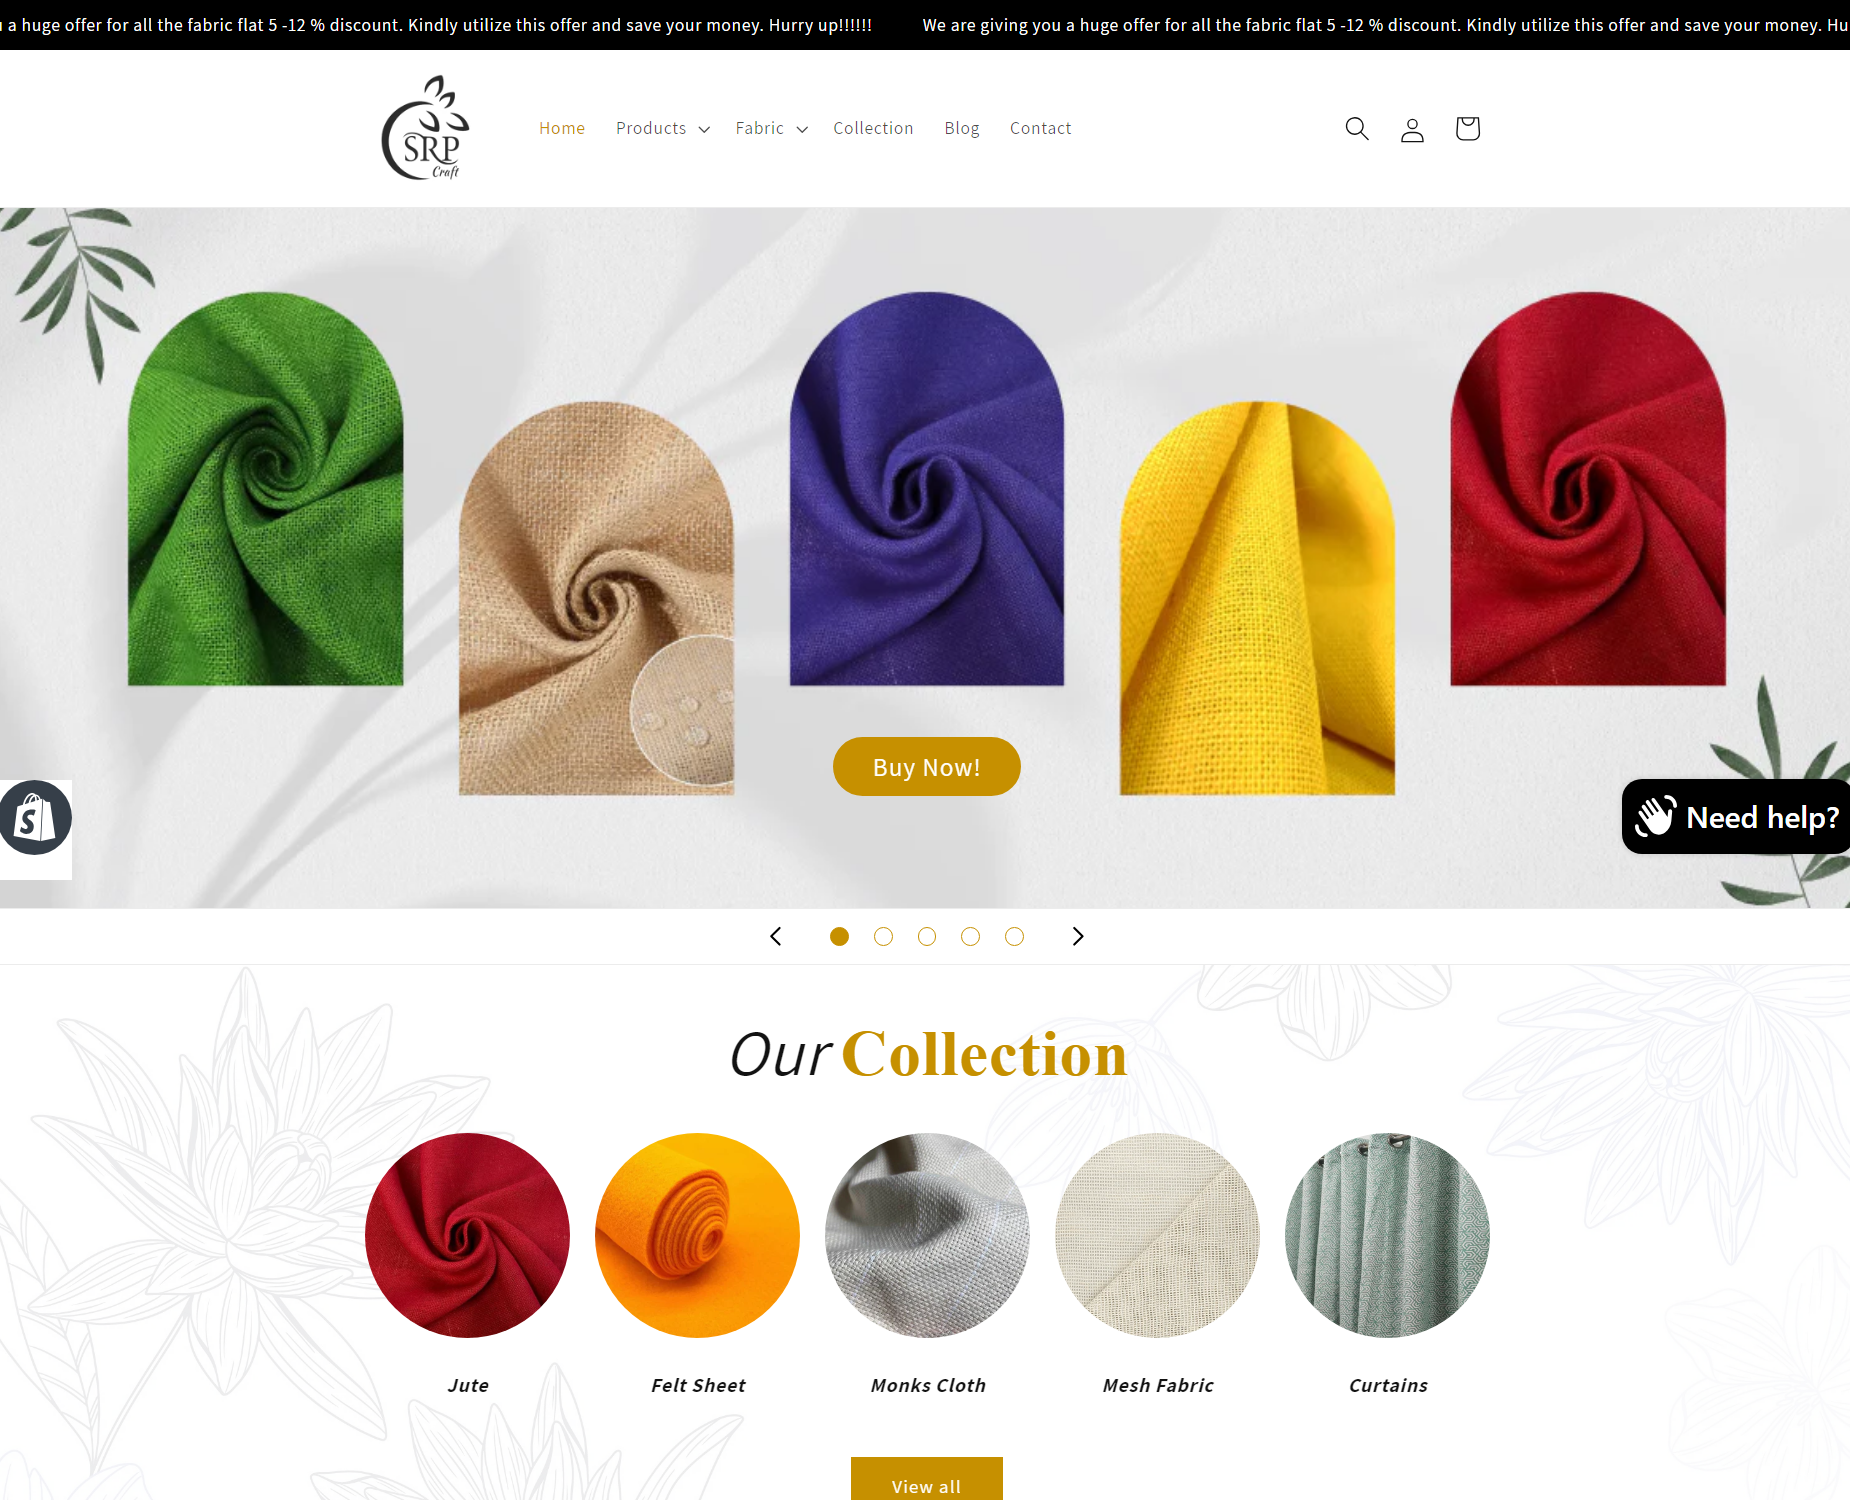 a huge offer for all the fabric flat 5 -12 % discount. Kindly utilize this offer and save your money. Hurry up!!!!!! We are giving you a huge offer for all the fabric flat 5 -12 % discount. Kindly utilize this offer and save your money. Hu
SRP
Craft
Home Products Fabric Collection Blog Contact
Buy Now!
S
Need help?
Our Collection
Jute Felt Sheet Monks Cloth Mesh Fabric Curtains
View all